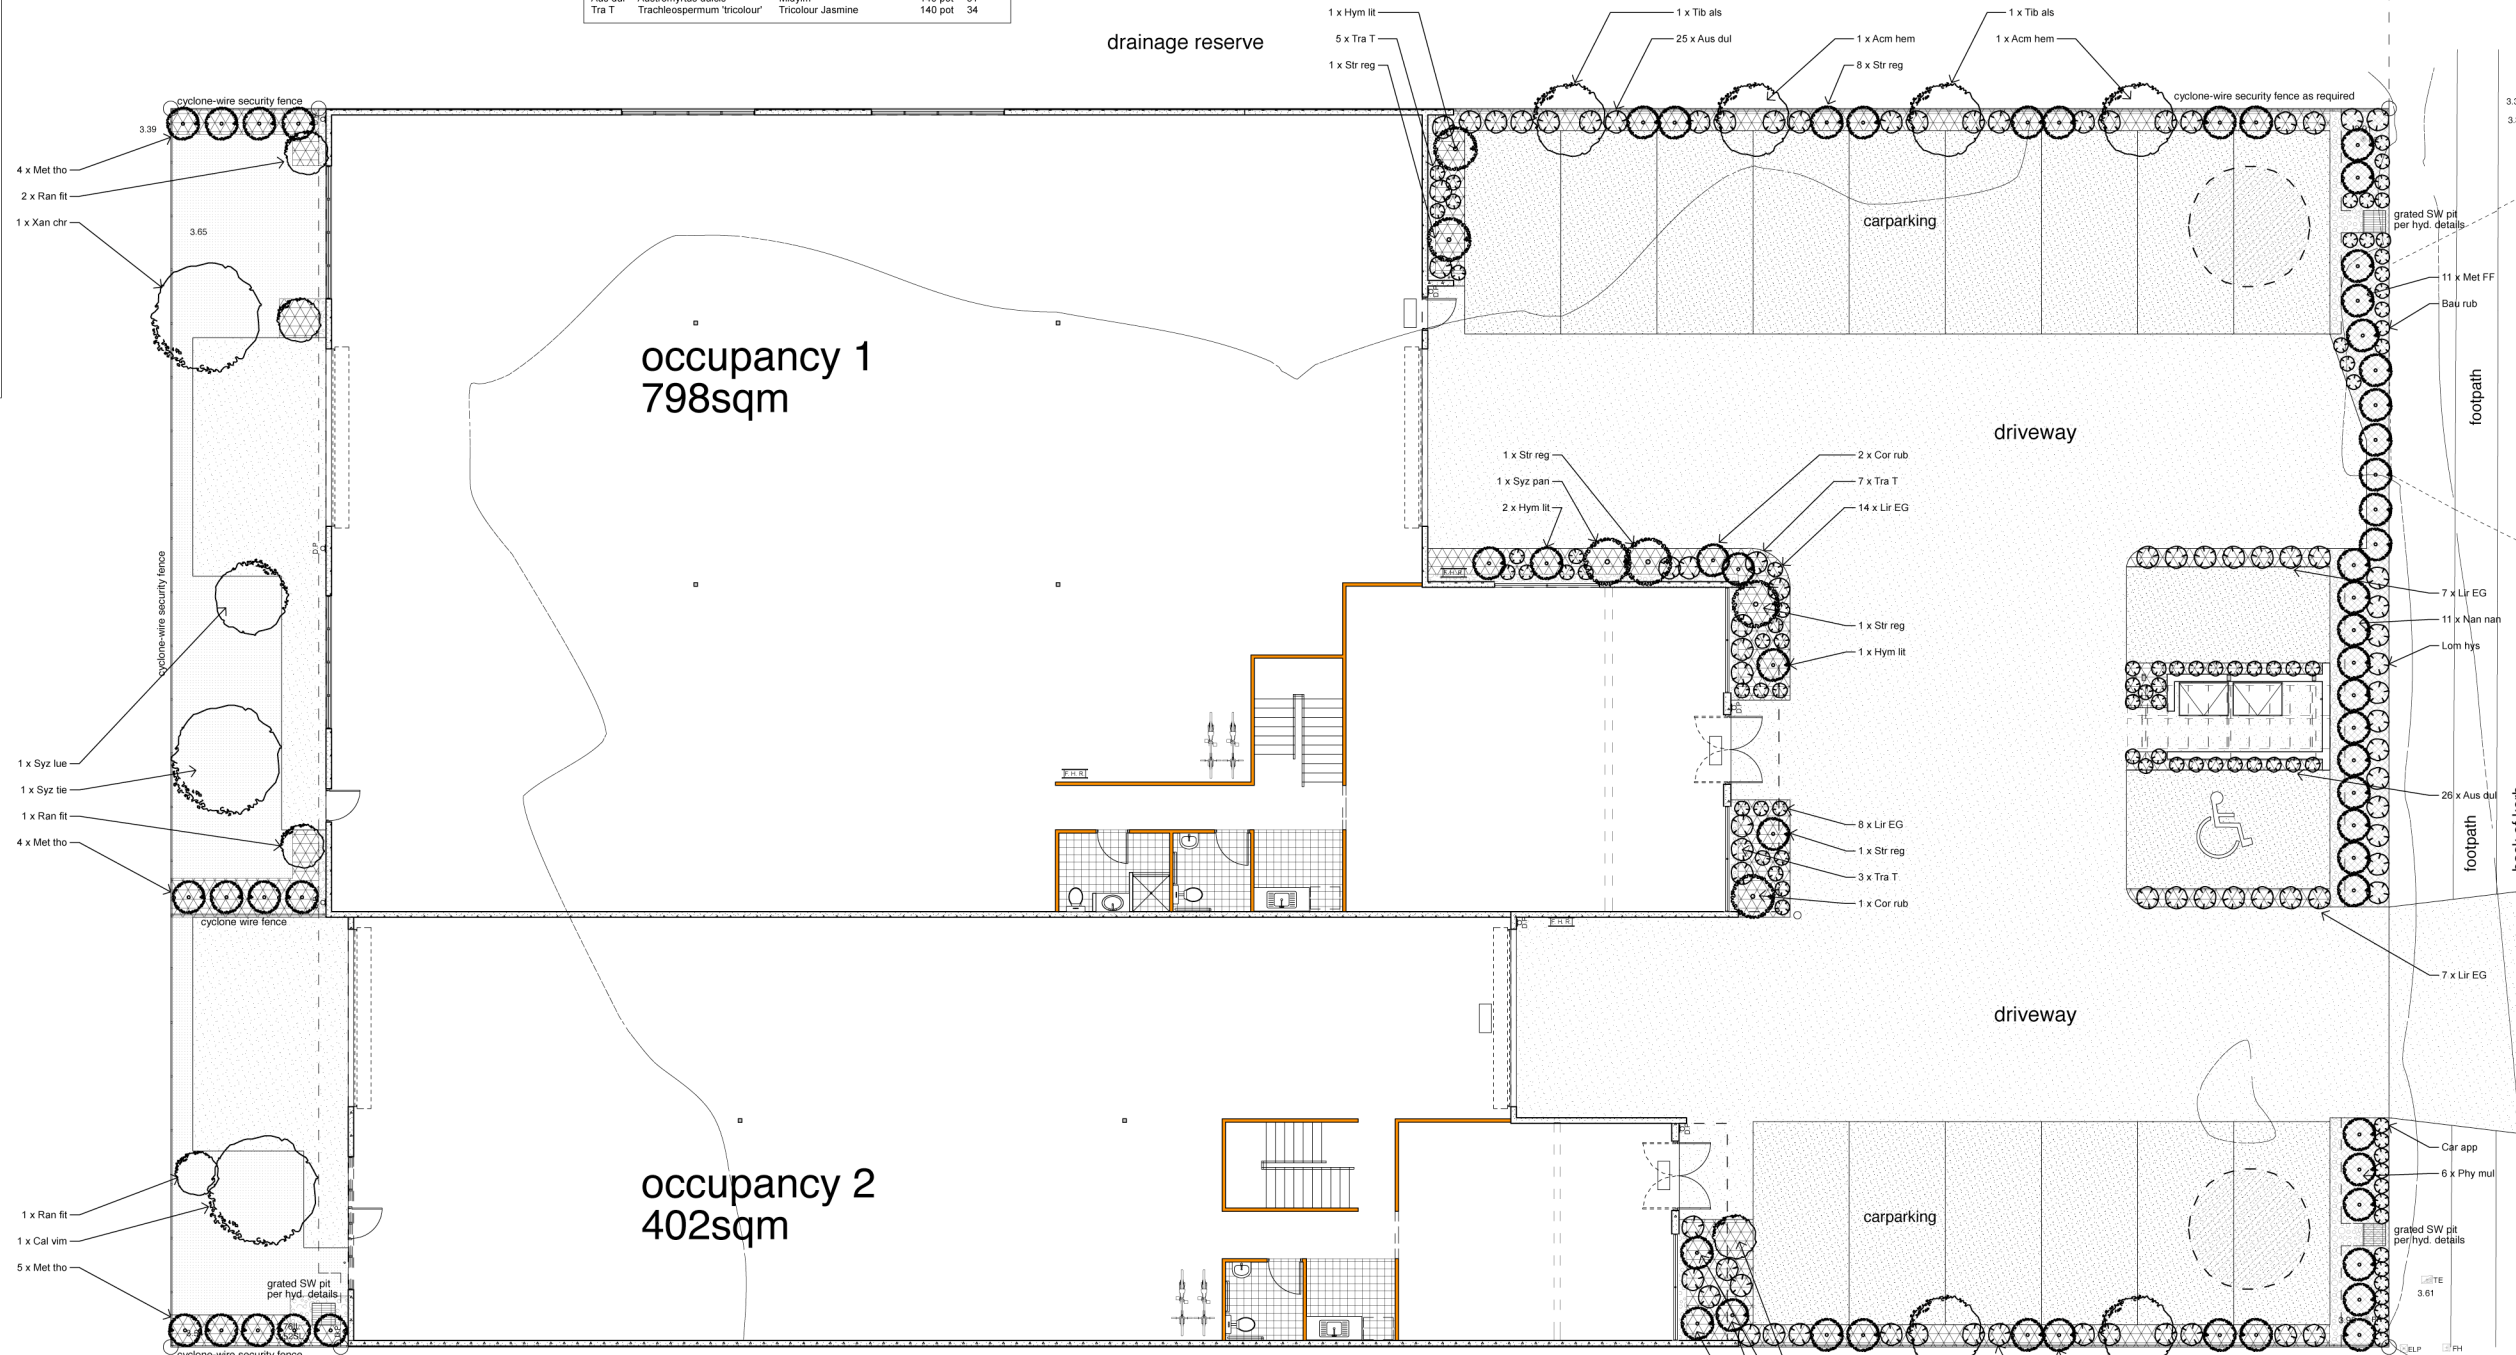 Tra T Trachleospermum 'tricolour' Tricolour Jasmine 140 pot 34
drainage reserve
1 x Hym lit
5 x Tra T
1 x Str reg
1 x Tib als
25 x Aus dul
1 x Acm hem
8 x Str reg
1 x Tib als
1 x Acm hem
cyclone-wire security fence
cyclone-wire security fence as required
3.39
4 x Met tho
2 x Ran fit
1 x Xan chr
3.65
carparking
grated SW pit
per hyd. details
11 x Met FF
Bau rub
occupancy 1
798sqm
footpath
driveway
1 x Str reg
1 x Syz pan
2 x Hym lit
2 x Cor rub
7 x Tra T
14 x Lir EG
F.H.R
D.P.
cyclone-wire security fence
7 x Lir EG
11 x Nan nan
Lom hys
1 x Str reg
1 x Hym lit
1 x Syz lue
1 x Syz tie
1 x Ran fit
4 x Met tho
F.H.R
26 x Aus dul
8 x Lir EG
1 x Str reg
3 x Tra T
1 x Cor rub
footpath
cyclone wire fence
F.H.R
7 x Lir EG
driveway
occupancy 2
402sqm
Car app
6 x Phy mul
1 x Ran fit
1 x Cal vim
5 x Met tho
carparking
grated SW pit
per hyd. details
grated SW pit
per hyd. details
TE
3.61
ELP
FH
cyclone-wire security fence